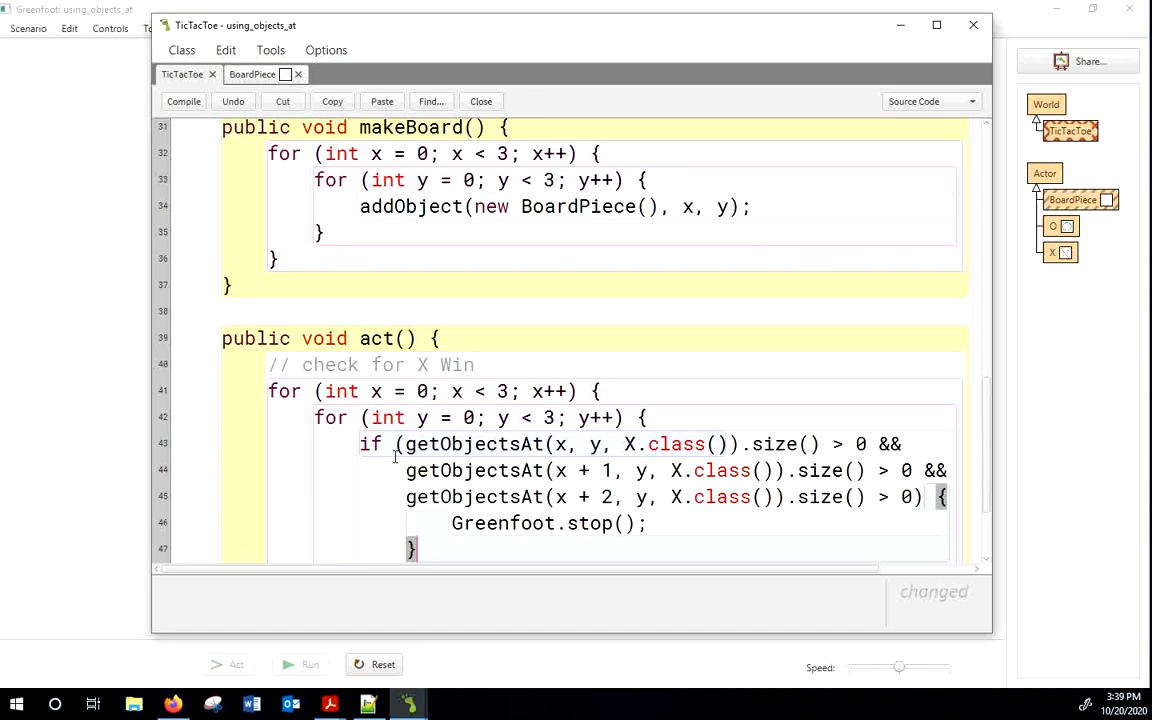 Greenfoot: using_objects_at
Scenario Edit Controls To
TicTacToe - using_objects_at
Class Edit Tools Options
TicTacToe BoardPiece
Compile Undo Cut Copy Paste Find... Close Source Code
31 public void makeBoard() {
32 for (int x = 0; x < 3; x++) {
33 for (int y = 0; y < 3; y++) {
34 addObject(new BoardPiece(), x, y);
35 }
36 }
37 }
38
39 public void act() {
40 // check for X Win
41 for (int x = 0; x < 3; x++) {
42 for (int y = 0; y < 3; y++) {
43 if (getObjectsAt(x, y, X.class()).size() > 0 &&
44 getObjectsAt(x + 1, y, X.class()).size() > 0 &&
45 getObjectsAt(x + 2, y, X.class()).size() > 0) {
46 Greenfoot.stop();
47 }
changed
Share...
World
TicTacToe
Actor
BoardPiece
O
X
Act Run Reset Speed:
3:39 PM
10/20/2020